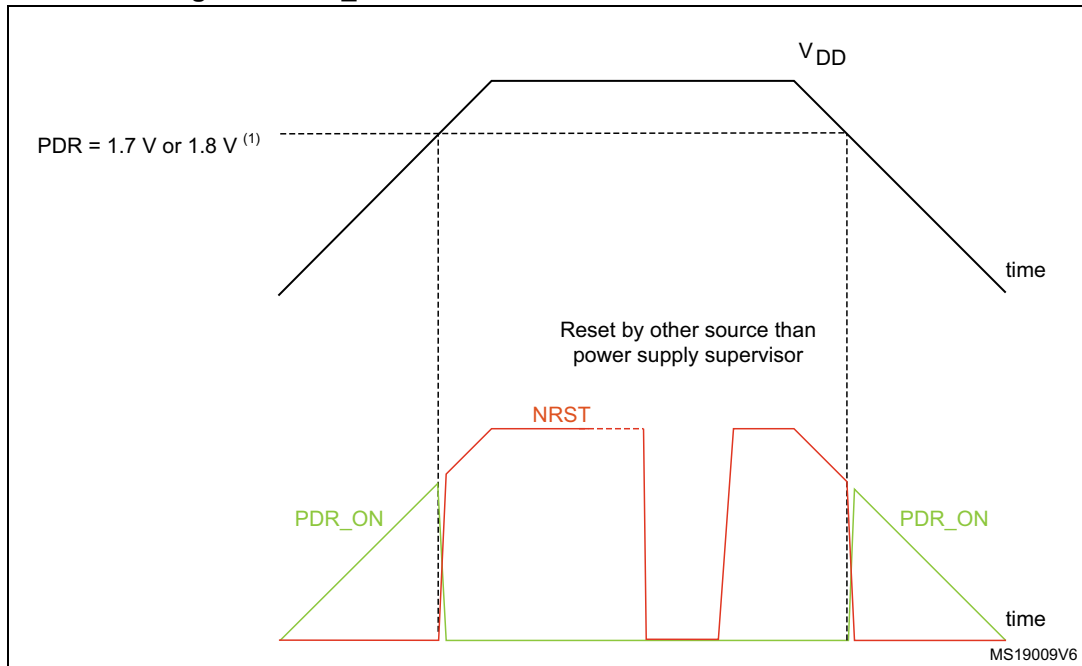 VDD
PDR = 1.7 V or 1.8 V (1)
time
Reset by other source than
power supply supervisor
NRST
PDR_ON
PDR_ON
time
MS19009V6